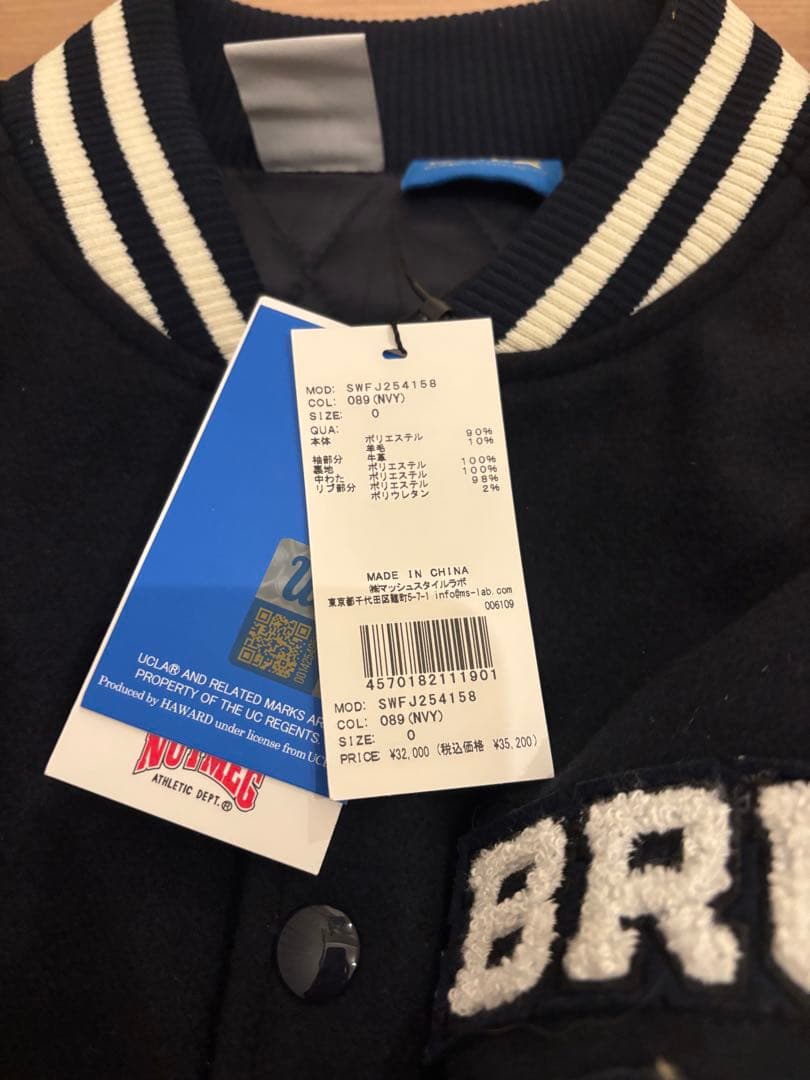 MOD: SWFJ254158
COL: 089(NVY)
SIZE: 0
QUA:
本体 ポリエステル 90%
羊毛 10%
袖部分 牛革
裏地 ポリエステル 100%
中わた ポリエステル 100%
リブ部分 ポリエステル 98%
ポリウレタン 2%
MADE IN CHINA
㈱マッシュスタイルラボ
東京都千代田区麹町5-7-1 info@ms-lab.com
006109
4570182111901
MOD: SWFJ254158
COL: 089(NVY)
SIZE: 0
PRICE ¥32,000 (税込価格 ¥35,200)
UCLA® AND RELATED MARKS AR
PROPERTY OF THE UC REGENTS.
Produced by HAWARD under license from UCL
NUTMEG
ATHLETIC DEPT.®
BRU